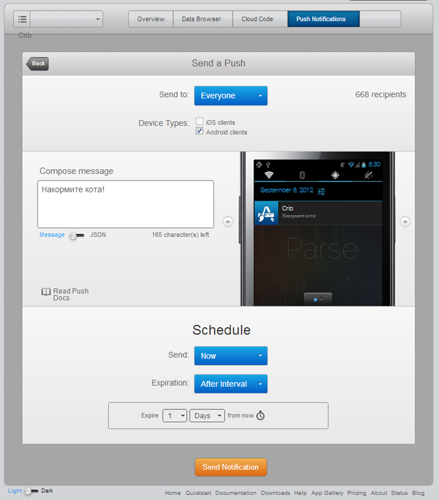 Overview
Data Browser
Cloud Code
Push Notifications
Crio
Back
Send a Push
Send to:
Everyone
668 recipients
Device Types:
iOS clients
Android clients
Compose message
Накормите кота!
Message
JSON
165 character(s) left
Read Push
Docs
8:30
September 8, 2012
Crio
Накормите кота!
Parse
Schedule
Send:
Now
Expiration:
After Interval
Expire 1 Days from now
Send Notification
Light Dark
Home Quickstart Documentation Downloads Help App Gallery Pricing About Status Blog